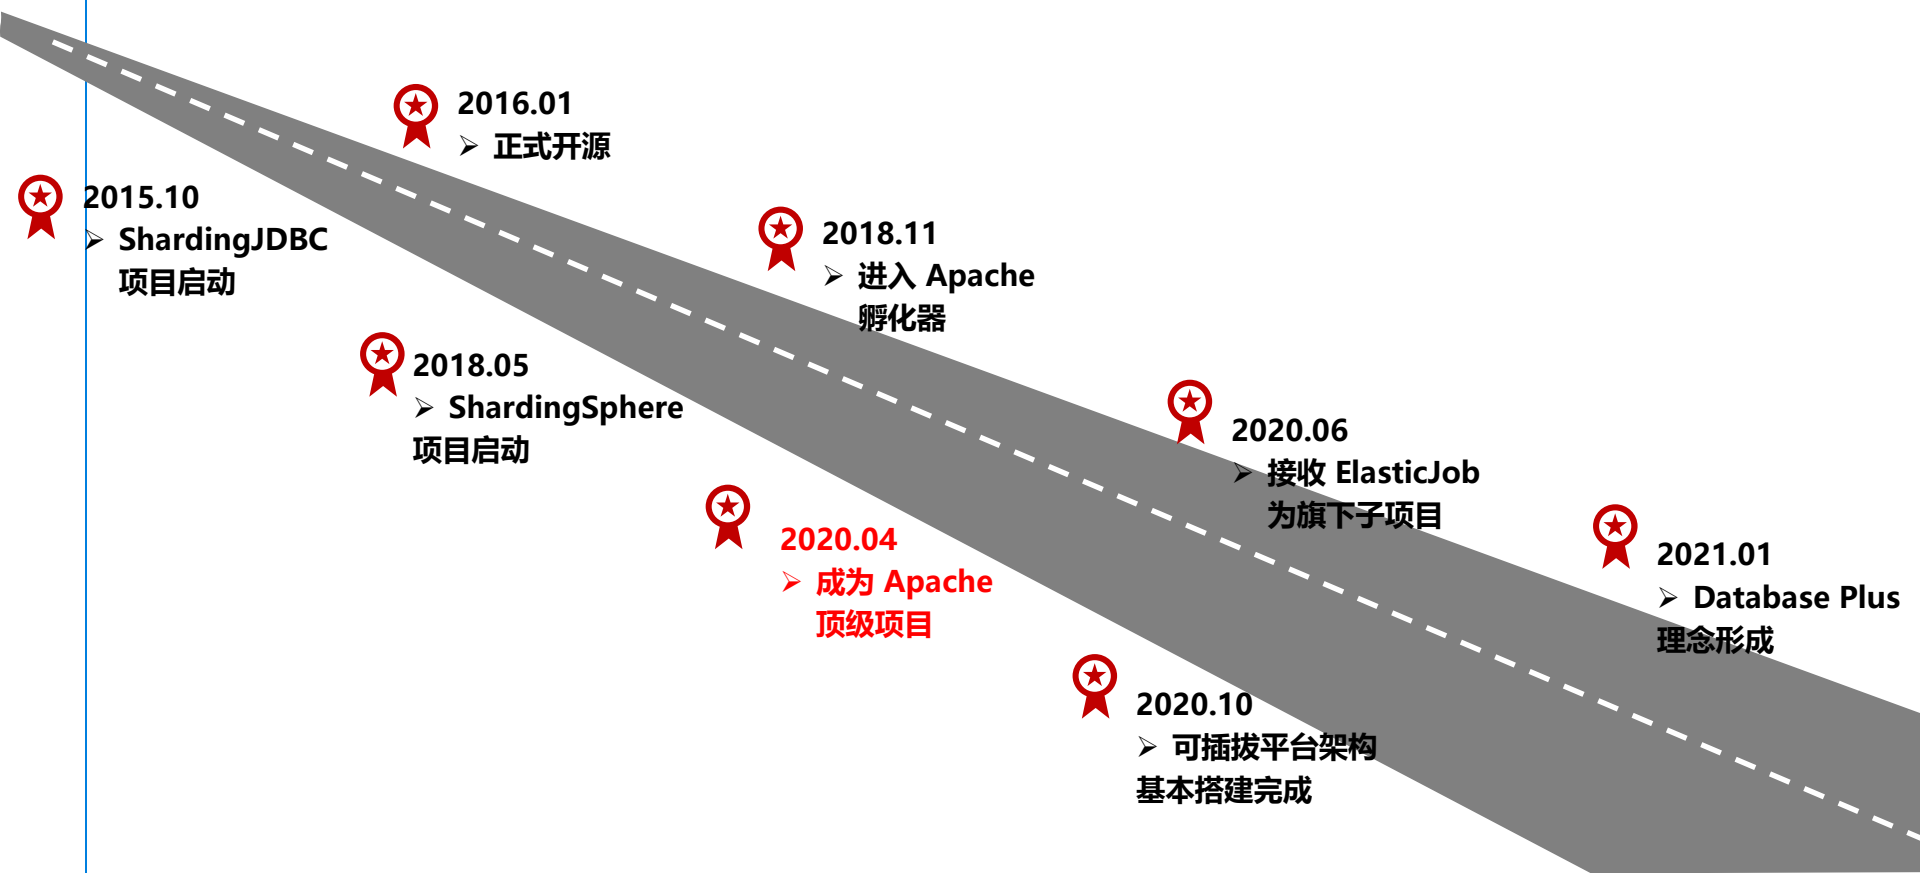 2016.01
➢ 正式开源
2015.10
➢ ShardingJDBC
项目启动
2018.11
➢ 进入 Apache
孵化器
2018.05
➢ ShardingSphere
项目启动
2020.06
➢ 接收 ElasticJob
为旗下子项目
2020.04
➢ 成为 Apache
顶级项目
2021.01
➢ Database Plus
理念形成
2020.10
➢ 可插拔平台架构
基本搭建完成